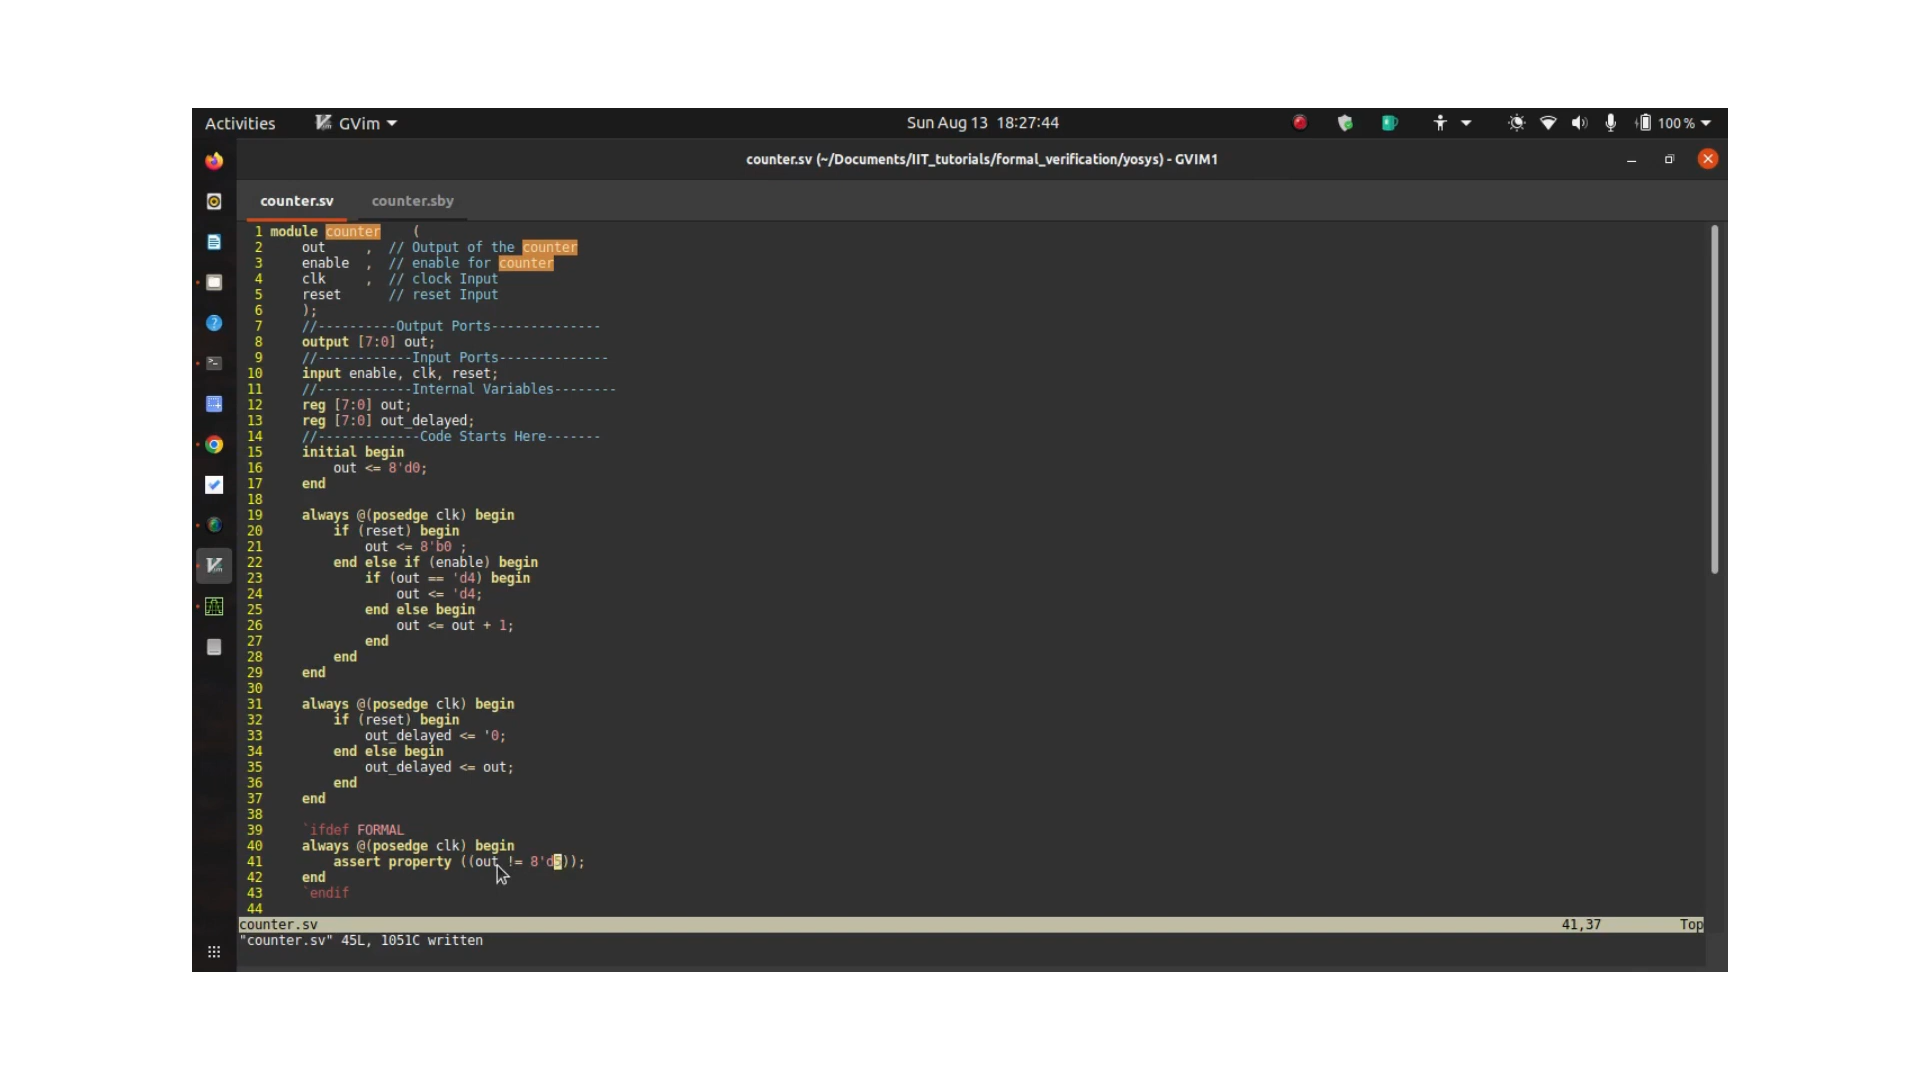 Activities GVim Sun Aug 13 18:27:44 100 %
counter.sv (~/Documents/IIT_tutorials/formal_verification/yosys) - GVIM1
counter.sv counter.sby
1 module counter (
2 out , // Output of the counter
3 enable , // enable for counter
4 clk , // clock Input
5 reset // reset Input
6 );
7 //----------Output Ports--------------
8 output [7:0] out;
9 //------------Input Ports--------------
10 input enable, clk, reset;
11 //------------Internal Variables--------
12 reg [7:0] out;
13 reg [7:0] out_delayed;
14 //-------------Code Starts Here-------
15 initial begin
16 out <= 8'd0;
17 end
18
19 always @(posedge clk) begin
20 if (reset) begin
21 out <= 8'b0 ;
22 end else if (enable) begin
23 if (out == 'd4) begin
24 out <= 'd4;
25 end else begin
26 out <= out + 1;
27 end
28 end
29 end
30
31 always @(posedge clk) begin
32 if (reset) begin
33 out_delayed <= '0;
34 end else begin
35 out_delayed <= out;
36 end
37 end
38
39 `ifdef FORMAL
40 always @(posedge clk) begin
41 assert property ((out != 8'd5));
42 end
43 `endif
44
counter.sv 41,37 Top
"counter.sv" 45L, 1051C written